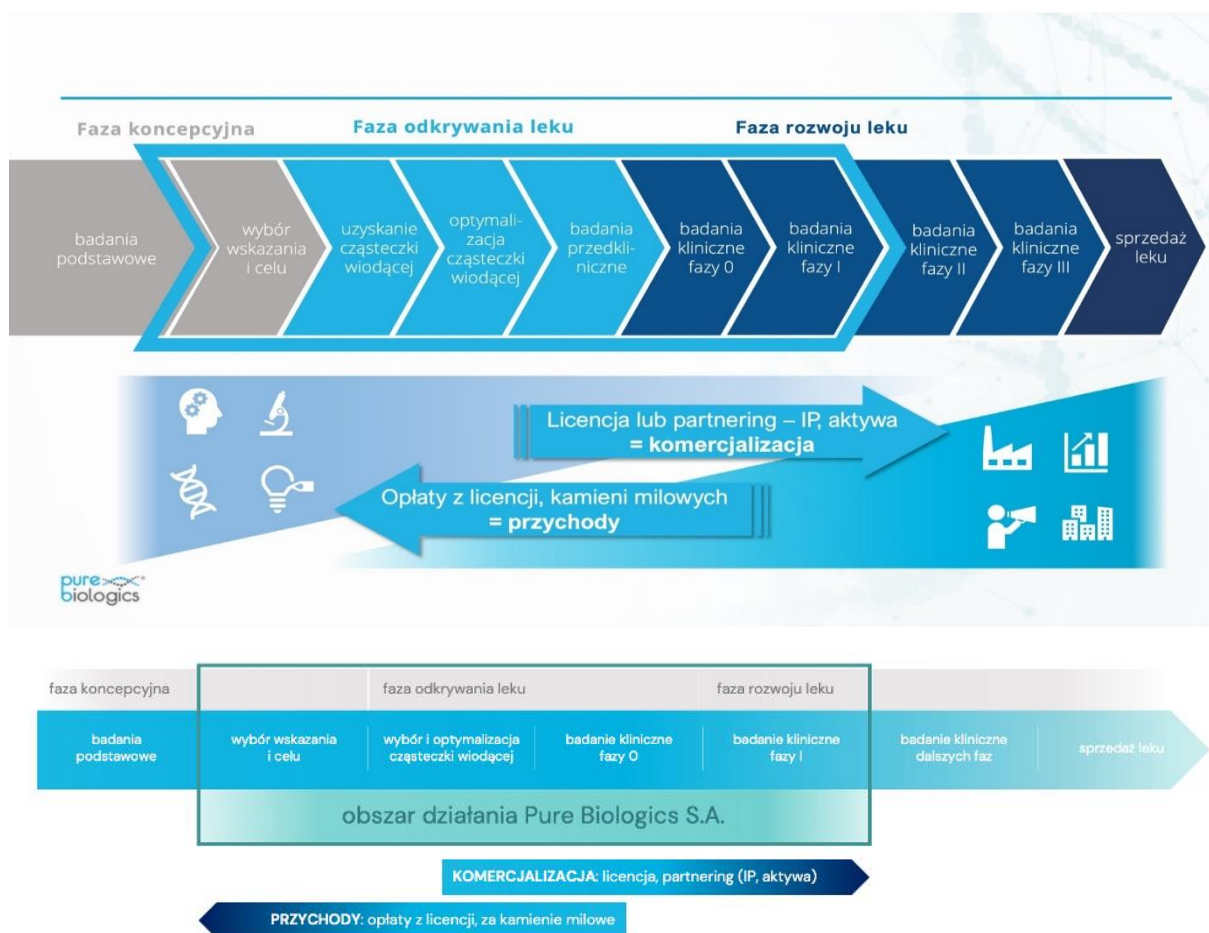 Faza koncepcyjna
Faza odkrywania leku
Faza rozwoju leku
badania
podstawowe
wybór
wskazania
i celu
uzyskanie
cząsteczki
wiodącej
optymali-
zacja
cząsteczki
wiodącej
badania
przedkli-
niczne
badania
kliniczne
fazy 0
badania
kliniczne
fazy I
badania
kliniczne
fazy II
badania
kliniczne
fazy III
sprzedaż
leku
Licencja lub partnering – IP, aktywa
= komercjalizacja
Opłaty z licencji, kamieni milowych
= przychody
pure
biologics
faza koncepcyjna
faza odkrywania leku
faza rozwoju leku
badania
podstawowe
wybór wskazania
i celu
wybór i optymalizacja
cząsteczki wiodącej
badanie kliniczne
fazy 0
badanie kliniczne
fazy I
badanie kliniczne
dalszych faz
sprzedaż leku
obszar działania Pure Biologics S.A.
KOMERCJALIZACJA: licencja, partnering (IP, aktywa)
PRZYCHODY: opłaty z licencji, za kamienie milowe